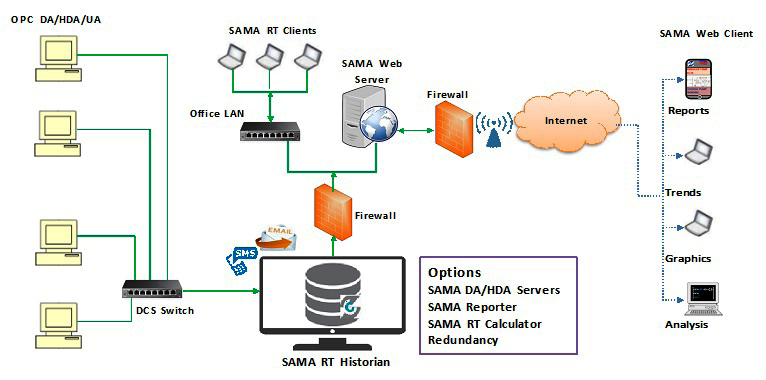 OPC DA/HDA/UA
SAMA RT Clients
SAMA Web Client
SAMA Web
Server
Firewall
Office LAN
Internet
Reports
Trends
Firewall
EMAIL
SMS
Graphics
Options
SAMA DA/HDA Servers
SAMA Reporter
SAMA RT Calculator
Redundancy
DCS Switch
Analysis
SAMA RT Historian